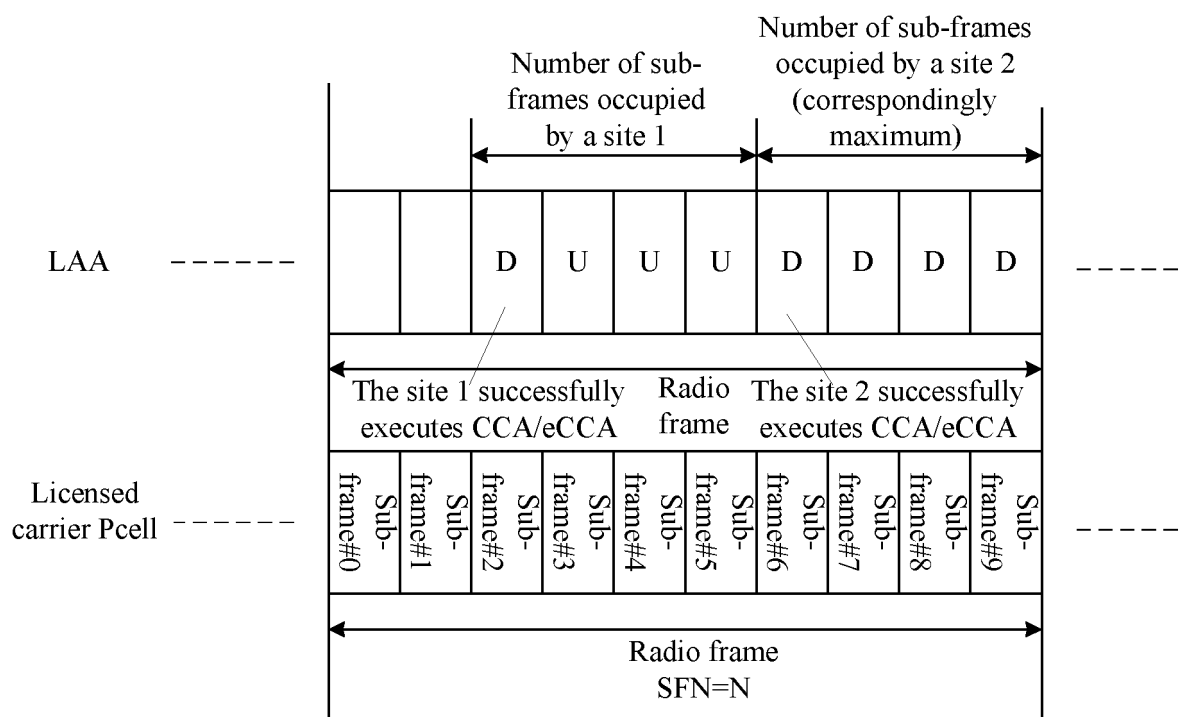 Number of sub-
frames occupied
by a site 1
Number of sub-frames
occupied by a site 2
(correspondingly
maximum)
LAA
D
U
U
U
D
D
D
D
The site 1 successfully
executes CCA/eCCA
Radio
frame
The site 2 successfully
executes CCA/eCCA
Licensed
carrier Pcell
Sub-
frame#0
Sub-
frame#1
Sub-
frame#2
Sub-
frame#3
Sub-
frame#4
Sub-
frame#5
Sub-
frame#6
Sub-
frame#7
Sub-
frame#8
Sub-
frame#9
Radio frame
SFN=N